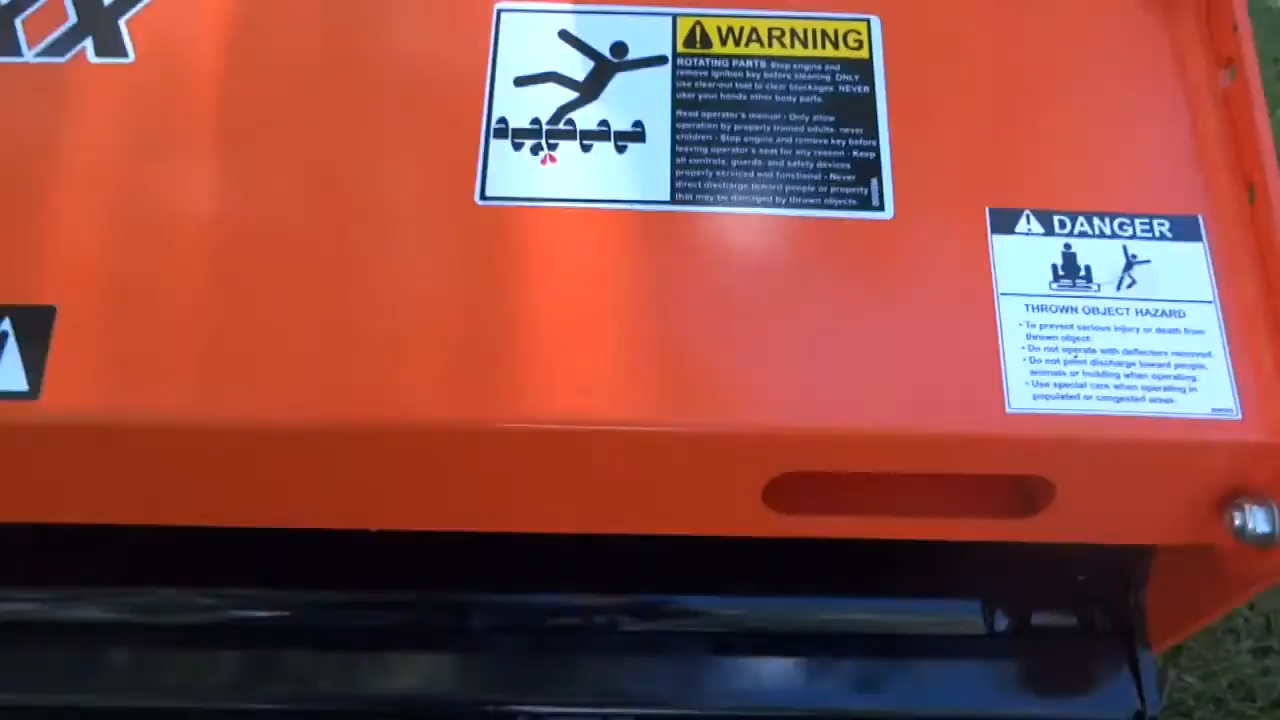 XX
WARNING
ROTATING PARTS Stop engine and
remove ignition key before cleaning. ONLY
use clean-out tool to clear blockages. NEVER
use your hands other body parts.
Read operator's manual - Only allow
operation by properly trained adults, never
children - Stop engine and remove key before
leaving operator's seat for any reason - Keep
all controls, guards, and safety devices
properly serviced and functional - Never
direct discharge toward people or property
that may be damaged by thrown objects.
DANGER
THROWN OBJECT HAZARD
• To prevent serious injury or death from
thrown object:
• Do not operate with deflectors removed.
• Do not point discharge toward people,
animals or building when operating.
• Use special care when operating in
populated or congested areas.